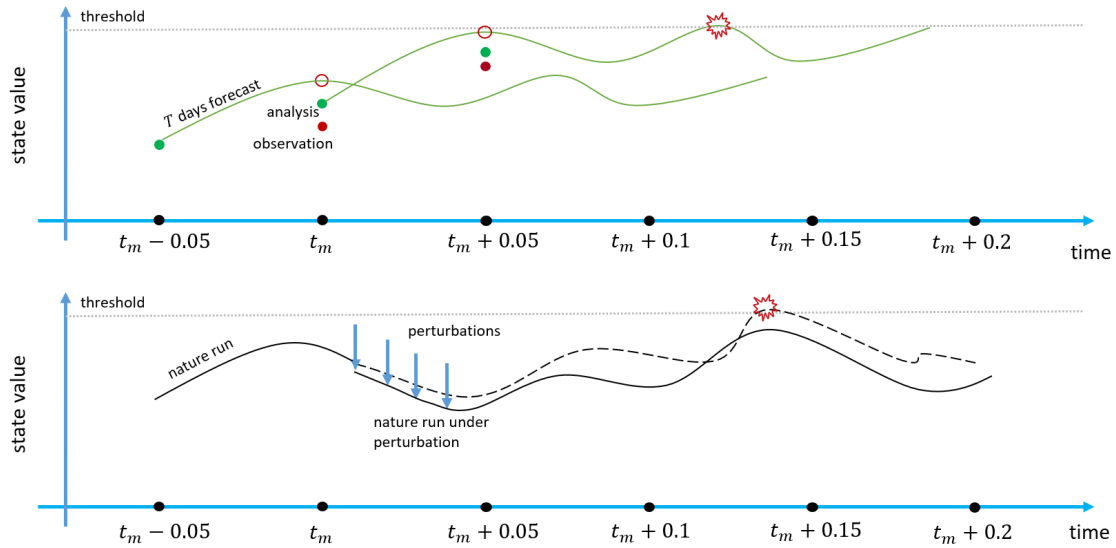 threshold
state value
T days forecast
analysis
observation
t_m − 0.05
t_m
t_m + 0.05
t_m + 0.1
t_m + 0.15
t_m + 0.2
time
threshold
state value
nature run
perturbations
nature run under
perturbation
t_m − 0.05
t_m
t_m + 0.05
t_m + 0.1
t_m + 0.15
t_m + 0.2
time